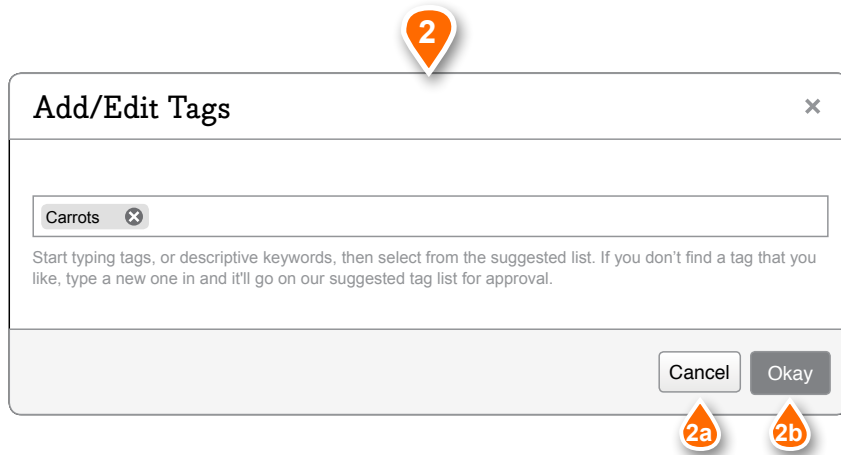 2
Add/Edit Tags
×
Carrots
Start typing tags, or descriptive keywords, then select from the suggested list. If you don’t find a tag that you
like, type a new one in and it'll go on our suggested tag list for approval.
Cancel Okay
2a 2b